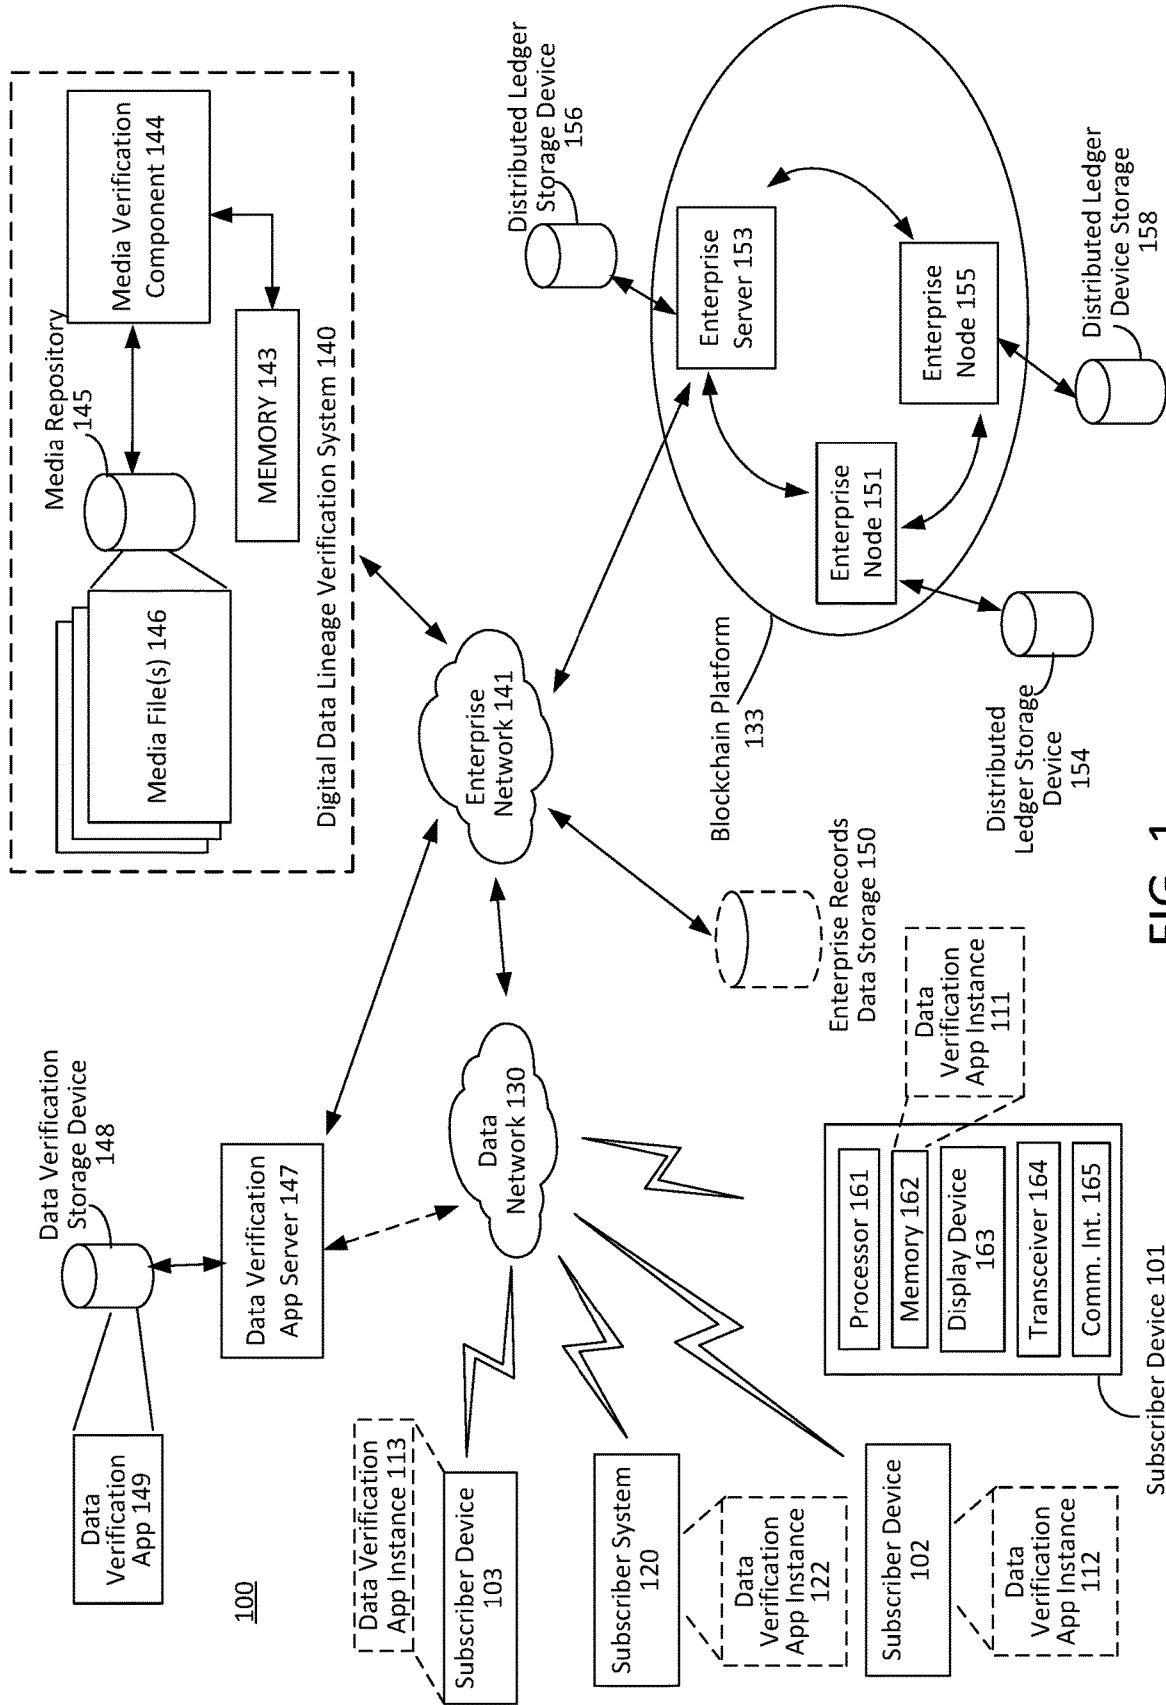 100
Data
Verification
App 149
Data Verification
Storage Device
148
Data Verification
App Server 147
Media File(s) 146
Media Repository
145
Media Verification
Component 144
MEMORY 143
Digital Data Lineage Verification System 140
Data Verification
App Instance 113
Subscriber Device
103
Subscriber System
120
Data
Verification
App Instance
122
Subscriber Device
102
Data
Verification
App Instance
112
Data
Network 130
Enterprise
Network 141
Processor 161
Memory 162
Display Device
163
Transceiver 164
Comm. Int. 165
Subscriber Device 101
Data
Verification
App Instance
111
Enterprise Records
Data Storage 150
Blockchain Platform
133
Distributed Ledger
Storage Device
156
Enterprise
Server 153
Enterprise
Node 151
Enterprise
Node 155
Distributed
Ledger Storage
Device
154
Distributed Ledger
Device Storage
158
FIG. 1